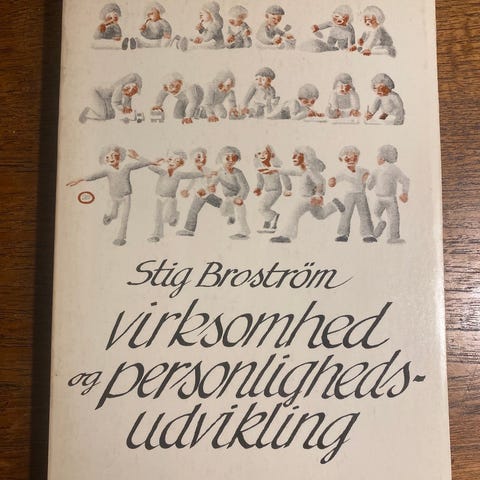 Stig Broström
virksomhed
og personligheds-
udvikling